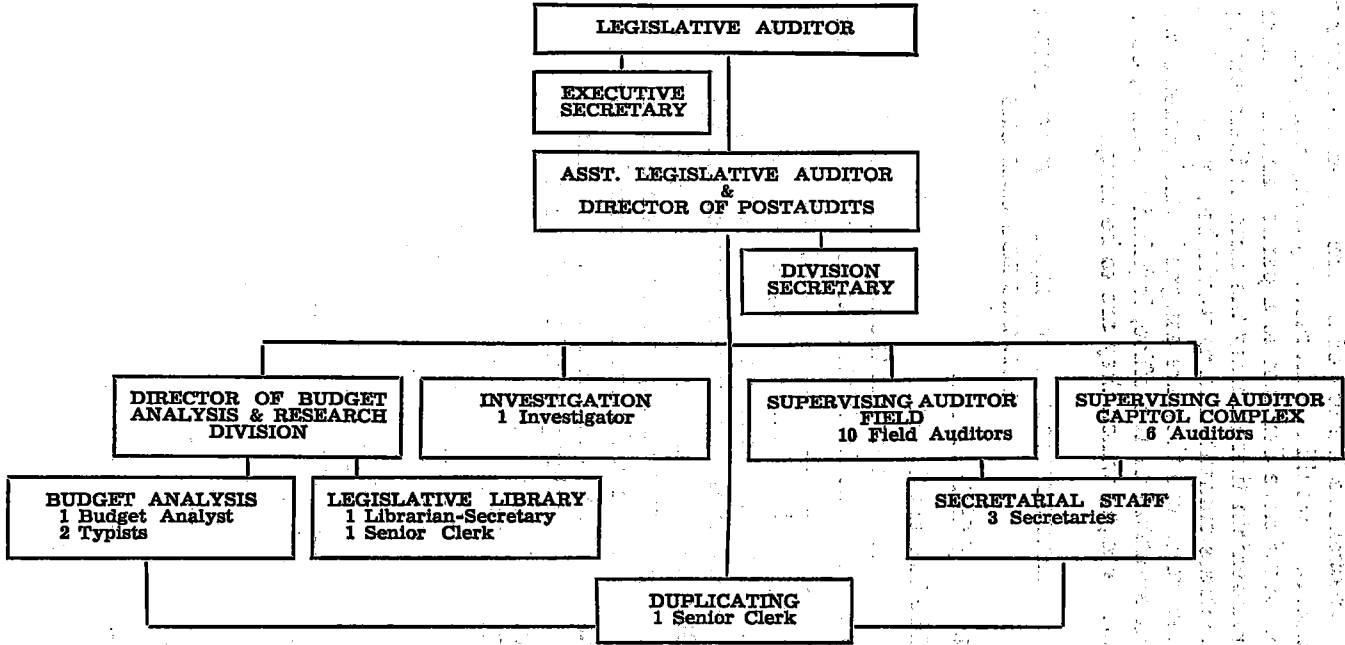 LEGISLATIVE AUDITOR
EXECUTIVE
SECRETARY
ASST. LEGISLATIVE AUDITOR
&
DIRECTOR OF POSTAUDITS
DIVISION
SECRETARY
DIRECTOR OF BUDGET
ANALYSIS & RESEARCH
DIVISION
INVESTIGATION
1 Investigator
SUPERVISING AUDITOR
FIELD
10 Field Auditors
SUPERVISING AUDITOR
CAPITOL COMPLEX
6 Auditors
BUDGET ANALYSIS
1 Budget Analyst
2 Typists
LEGISLATIVE LIBRARY
1 Librarian-Secretary
1 Senior Clerk
SECRETARIAL STAFF
3 Secretaries
DUPLICATING
1 Senior Clerk